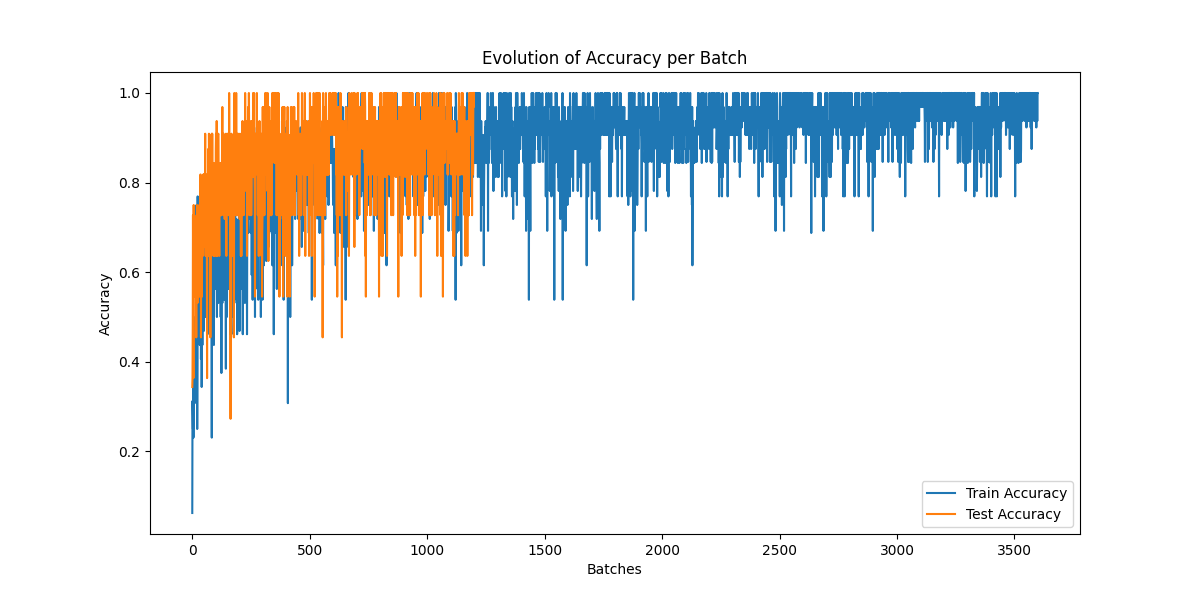 Evolution of Accuracy per Batch
Accuracy
1.0
0.8
0.6
0.4
0.2
0
500
1000
1500
2000
2500
3000
3500
Batches
Train Accuracy
Test Accuracy